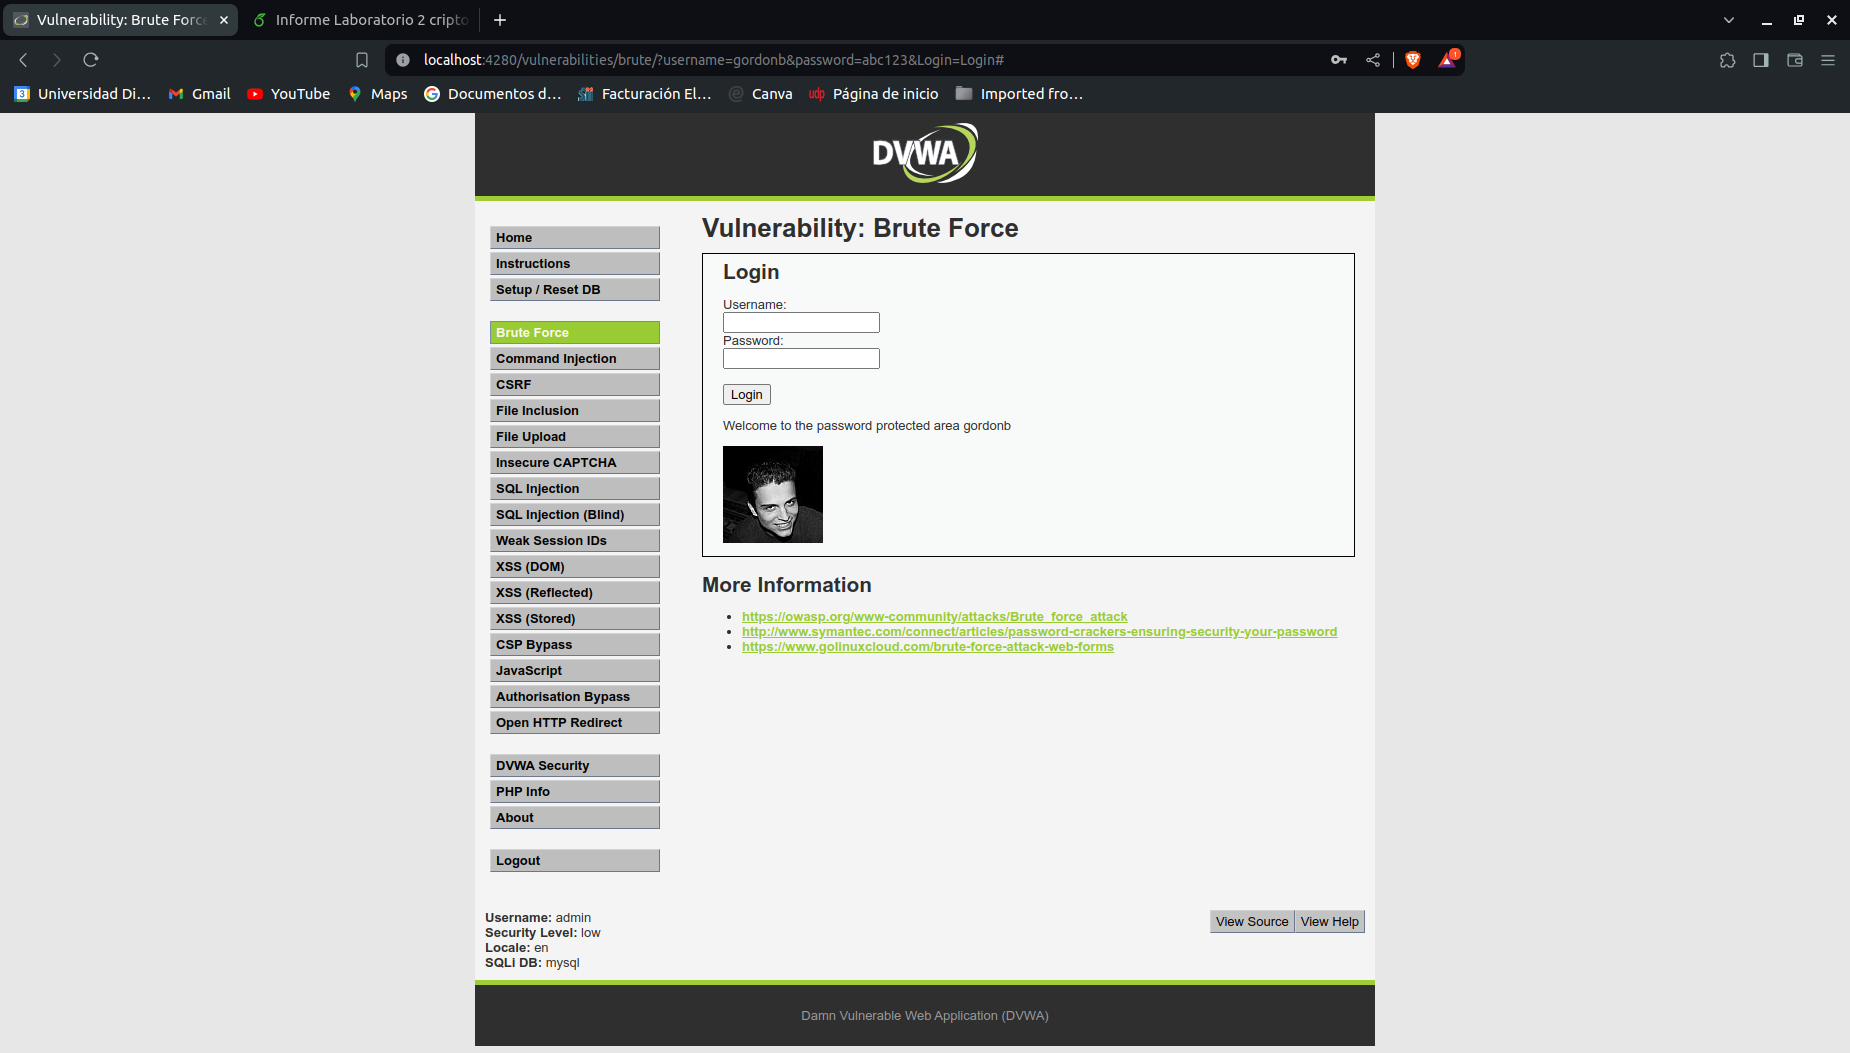 Vulnerability: Brute Forc
Informe Laboratorio 2 cripto
localhost:4280/vulnerabilities/brute/?username=gordonb&password=abc123&Login=Login#
1
3 Universidad Di...
Gmail
YouTube
Maps
Documentos d...
Facturación El...
Canva
udp Página de inicio
Imported fro...
DVWA
Home
Instructions
Setup / Reset DB
Brute Force
Command Injection
CSRF
File Inclusion
File Upload
Insecure CAPTCHA
SQL Injection
SQL Injection (Blind)
Weak Session IDs
XSS (DOM)
XSS (Reflected)
XSS (Stored)
CSP Bypass
JavaScript
Authorisation Bypass
Open HTTP Redirect
DVWA Security
PHP Info
About
Logout
Vulnerability: Brute Force
Login
Username:
Password:
Login
Welcome to the password protected area gordonb
More Information
https://owasp.org/www-community/attacks/Brute_force_attack
http://www.symantec.com/connect/articles/password-crackers-ensuring-security-your-password
https://www.golinuxcloud.com/brute-force-attack-web-forms
Username: admin
Security Level: low
Locale: en
SQLi DB: mysql
View Source
View Help
Damn Vulnerable Web Application (DVWA)